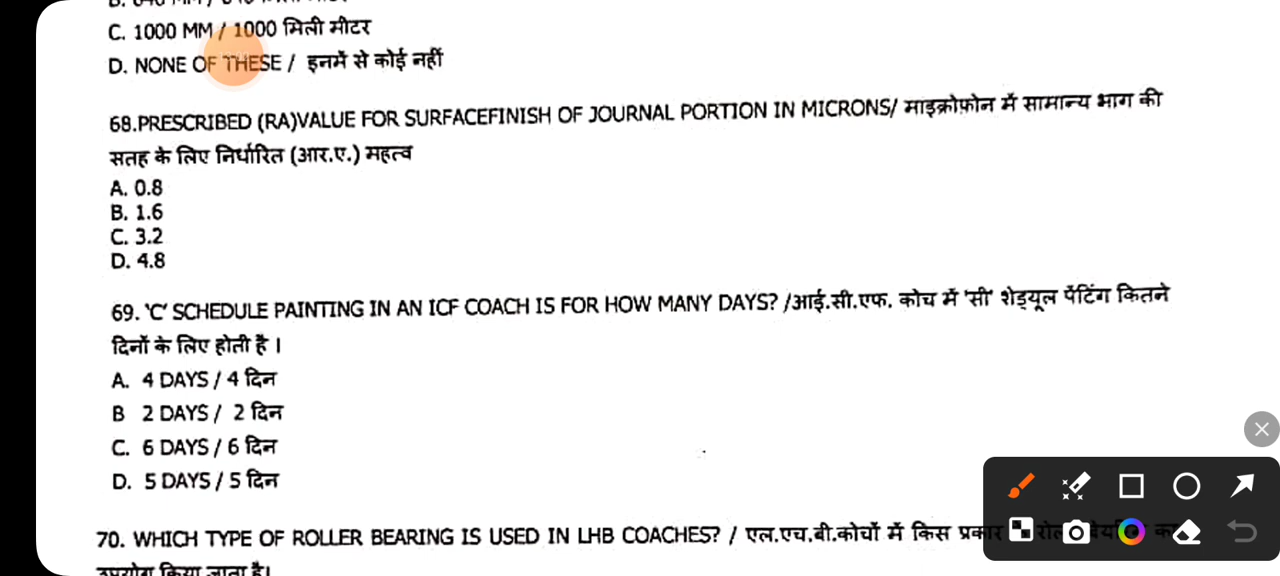 C. 1000 MM / 1000 मिली मीटर
D. NONE OF THESE / इनमें से कोई नहीं
68.PRESCRIBED (RA)VALUE FOR SURFACEFINISH OF JOURNAL PORTION IN MICRONS/ माइक्रोफ़ोन में सामान्य भाग की
सतह के लिए निर्धारित (आर.ए.) महत्व
A. 0.8
B. 1.6
C. 3.2
D. 4.8
69. 'C' SCHEDULE PAINTING IN AN ICF COACH IS FOR HOW MANY DAYS? /आई.सी.एफ. कोच में 'सी' शेड्यूल पेंटिंग कितने
दिनों के लिए होती है ।
A. 4 DAYS / 4 दिन
B 2 DAYS / 2 दिन
C. 6 DAYS / 6 दिन
D. 5 DAYS / 5 दिन
70. WHICH TYPE OF ROLLER BEARING IS USED IN LHB COACHES? / एल.एच.बी.कोचों में किस
उपयोग किया जाता है।